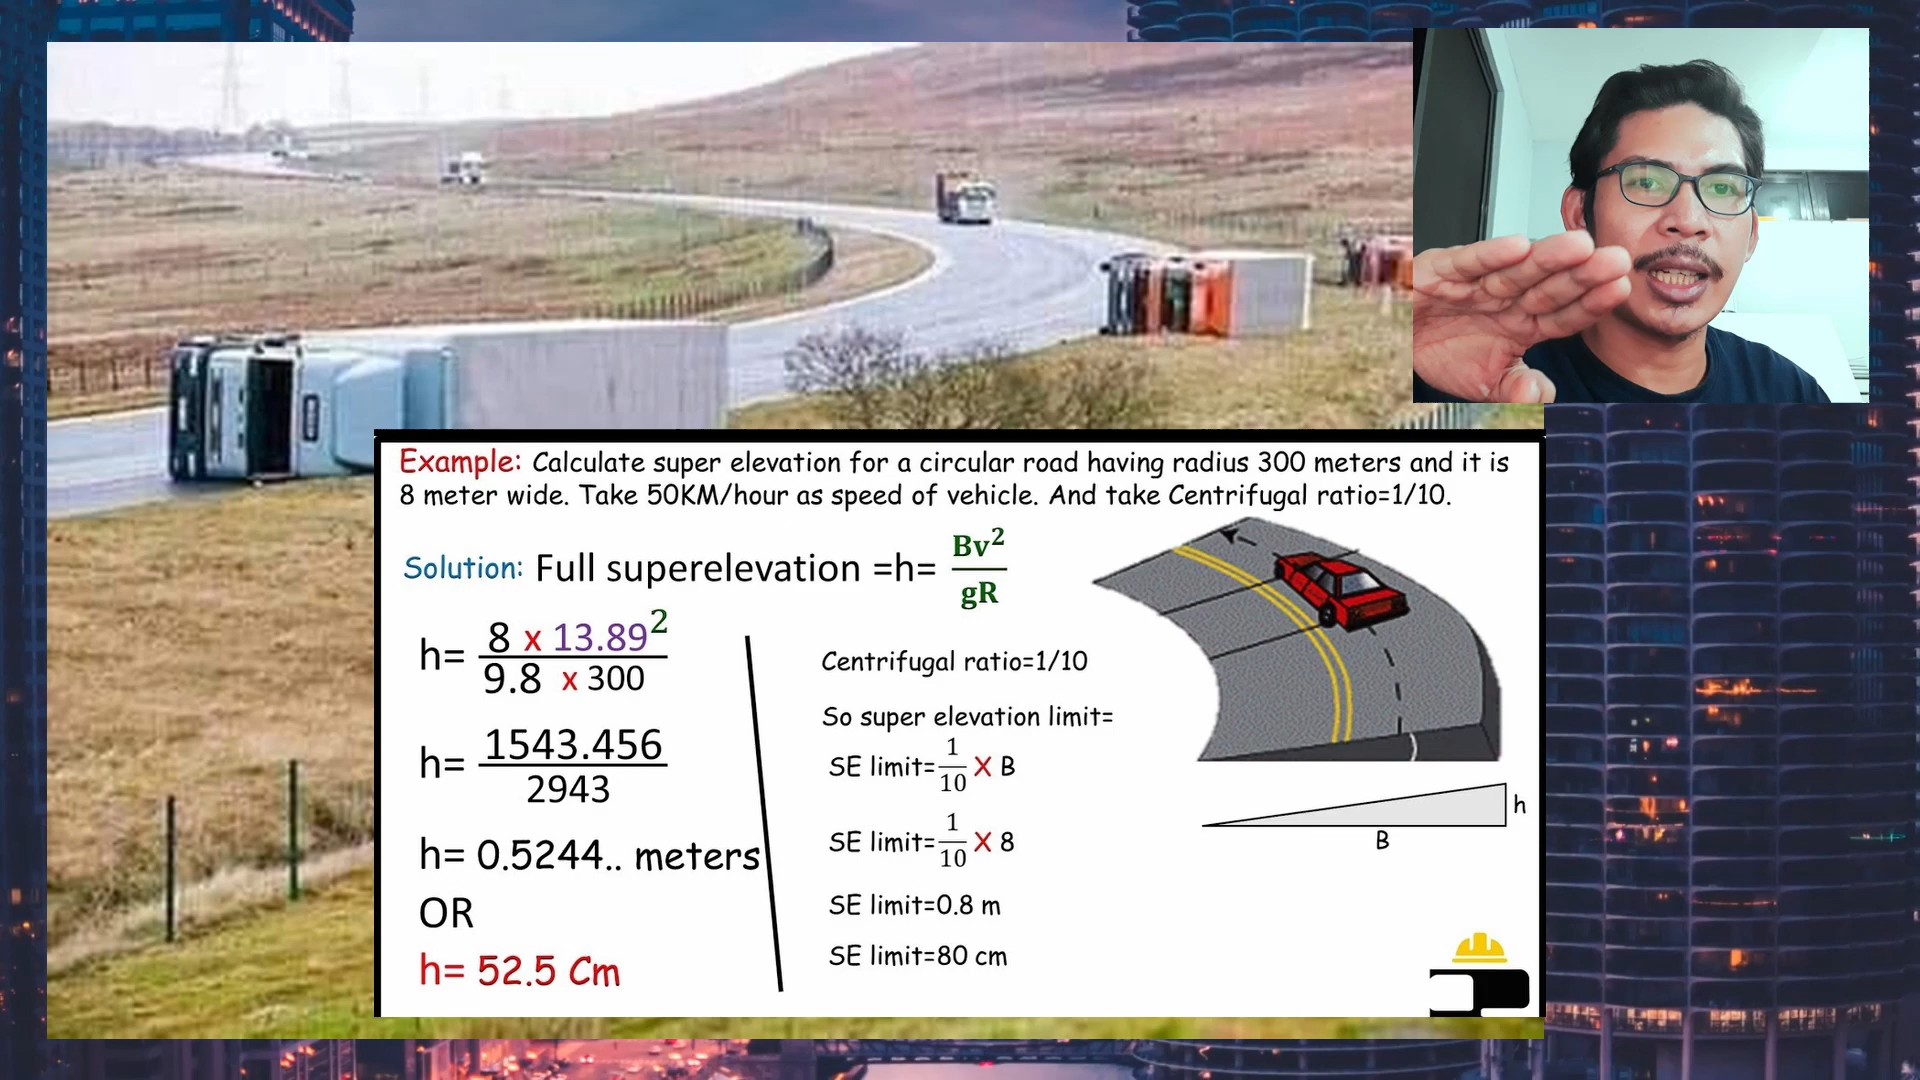 Example: Calculate super elevation for a circular road having radius 300 meters and it is
8 meter wide. Take 50KM/hour as speed of vehicle. And take Centrifugal ratio=1/10.
Solution: Full superelevation =h= Bv²/gR
h= 8 x 13.89²/9.8 x 300
h= 1543.456/2943
h= 0.5244.. meters
OR
h= 52.5 Cm
Centrifugal ratio=1/10
So super elevation limit=
SE limit=1/10 X B
SE limit=1/10 X 8
SE limit=0.8 m
SE limit=80 cm
h
B